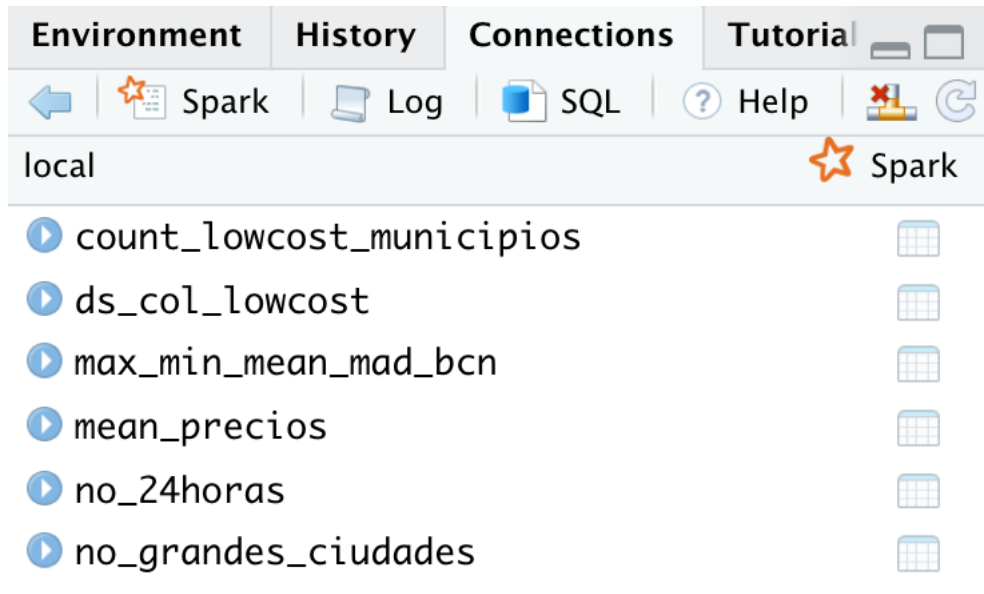 Environment History Connections Tutorial
Spark Log SQL ? Help
local Spark
count_lowcost_municipios
ds_col_lowcost
max_min_mean_mad_bcn
mean_precios
no_24horas
no_grandes_ciudades